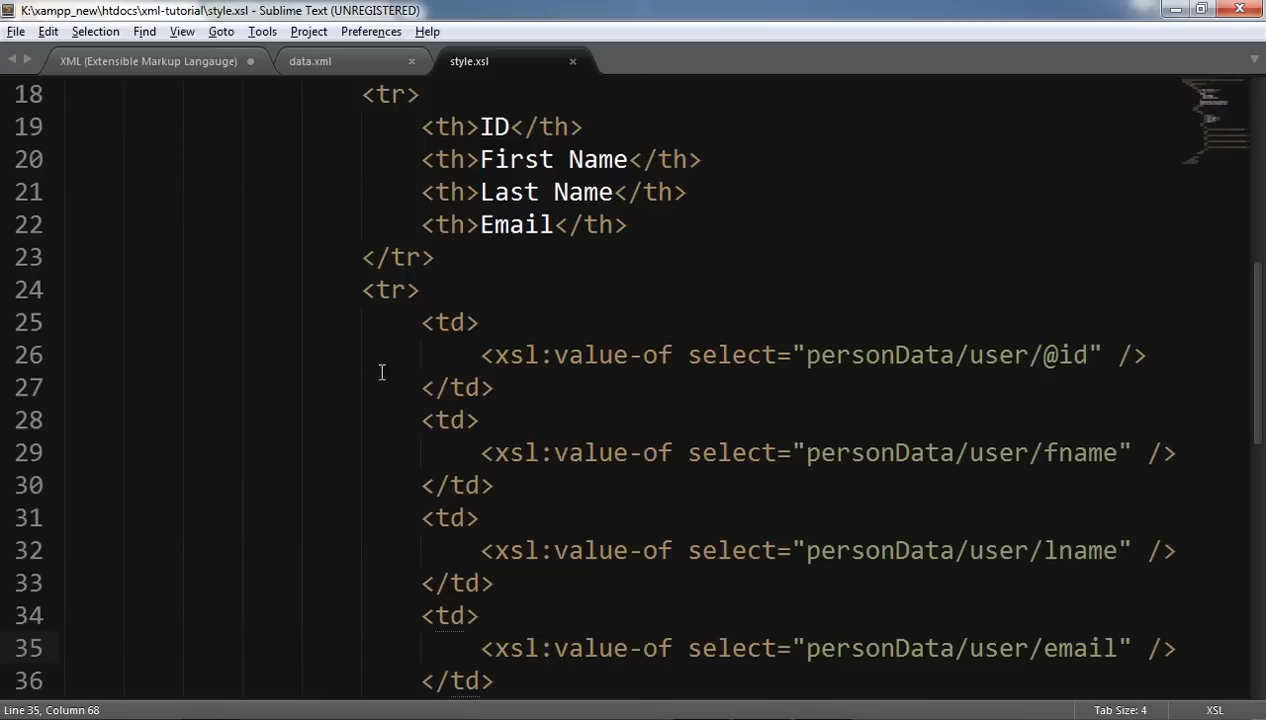 K:\xampp_new\htdocs\xml-tutorial\style.xsl - Sublime Text (UNREGISTERED)
File Edit Selection Find View Goto Tools Project Preferences Help
XML (Extensible Markup Langauge) data.xml style.xsl
18 <tr>
19 <th>ID</th>
20 <th>First Name</th>
21 <th>Last Name</th>
22 <th>Email</th>
23 </tr>
24 <tr>
25 <td>
26 <xsl:value-of select="personData/user/@id" />
27 </td>
28 <td>
29 <xsl:value-of select="personData/user/fname" />
30 </td>
31 <td>
32 <xsl:value-of select="personData/user/lname" />
33 </td>
34 <td>
35 <xsl:value-of select="personData/user/email" />
36 </td>
Line 35, Column 68 Tab Size: 4 XSL